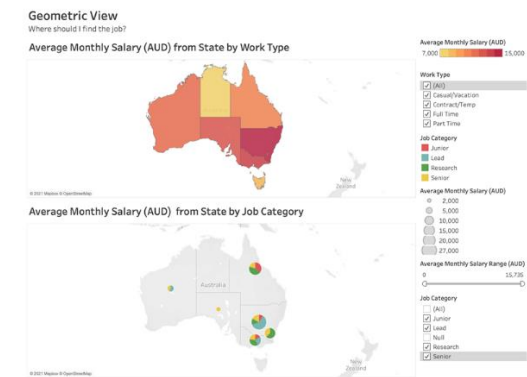 Geometric View
Where should I find the job?
Average Monthly Salary (AUD) from State by Work Type
New
Zealand
© 2021 Mapbox © OpenStreetMap
Average Monthly Salary (AUD) from State by Job Category
Australia
New
Zealand
© 2021 Mapbox © OpenStreetMap
Average Monthly Salary (AUD)
7,000 15,000
Work Type
(All)
Casual/Vacation
Contract/Temp
Full Time
Part Time
Job Category
Junior
Lead
Research
Senior
Average Monthly Salary (AUD)
2,000
5,000
10,000
15,000
20,000
27,000
Average Monthly Salary Range (AUD)
0 15,735
Job Category
(All)
Junior
Lead
Null
Research
Senior